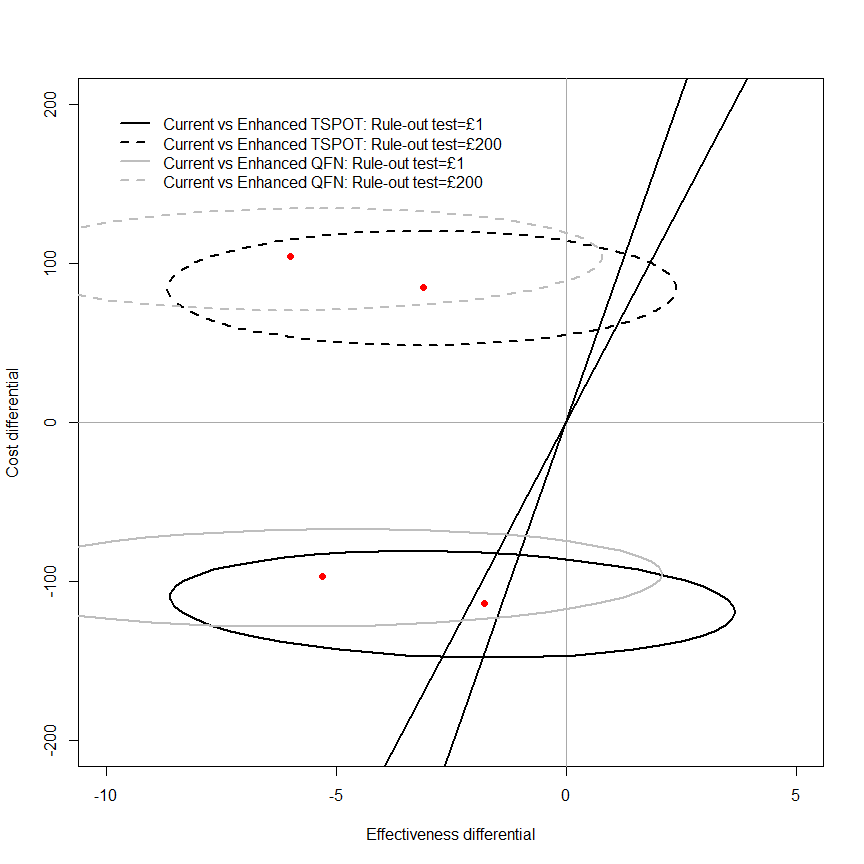 200
100
0
-100
-200
Cost differential
Current vs Enhanced TSPOT: Rule-out test=£1
Current vs Enhanced TSPOT: Rule-out test=£200
Current vs Enhanced QFN: Rule-out test=£1
Current vs Enhanced QFN: Rule-out test=£200
-10
-5
0
5
Effectiveness differential